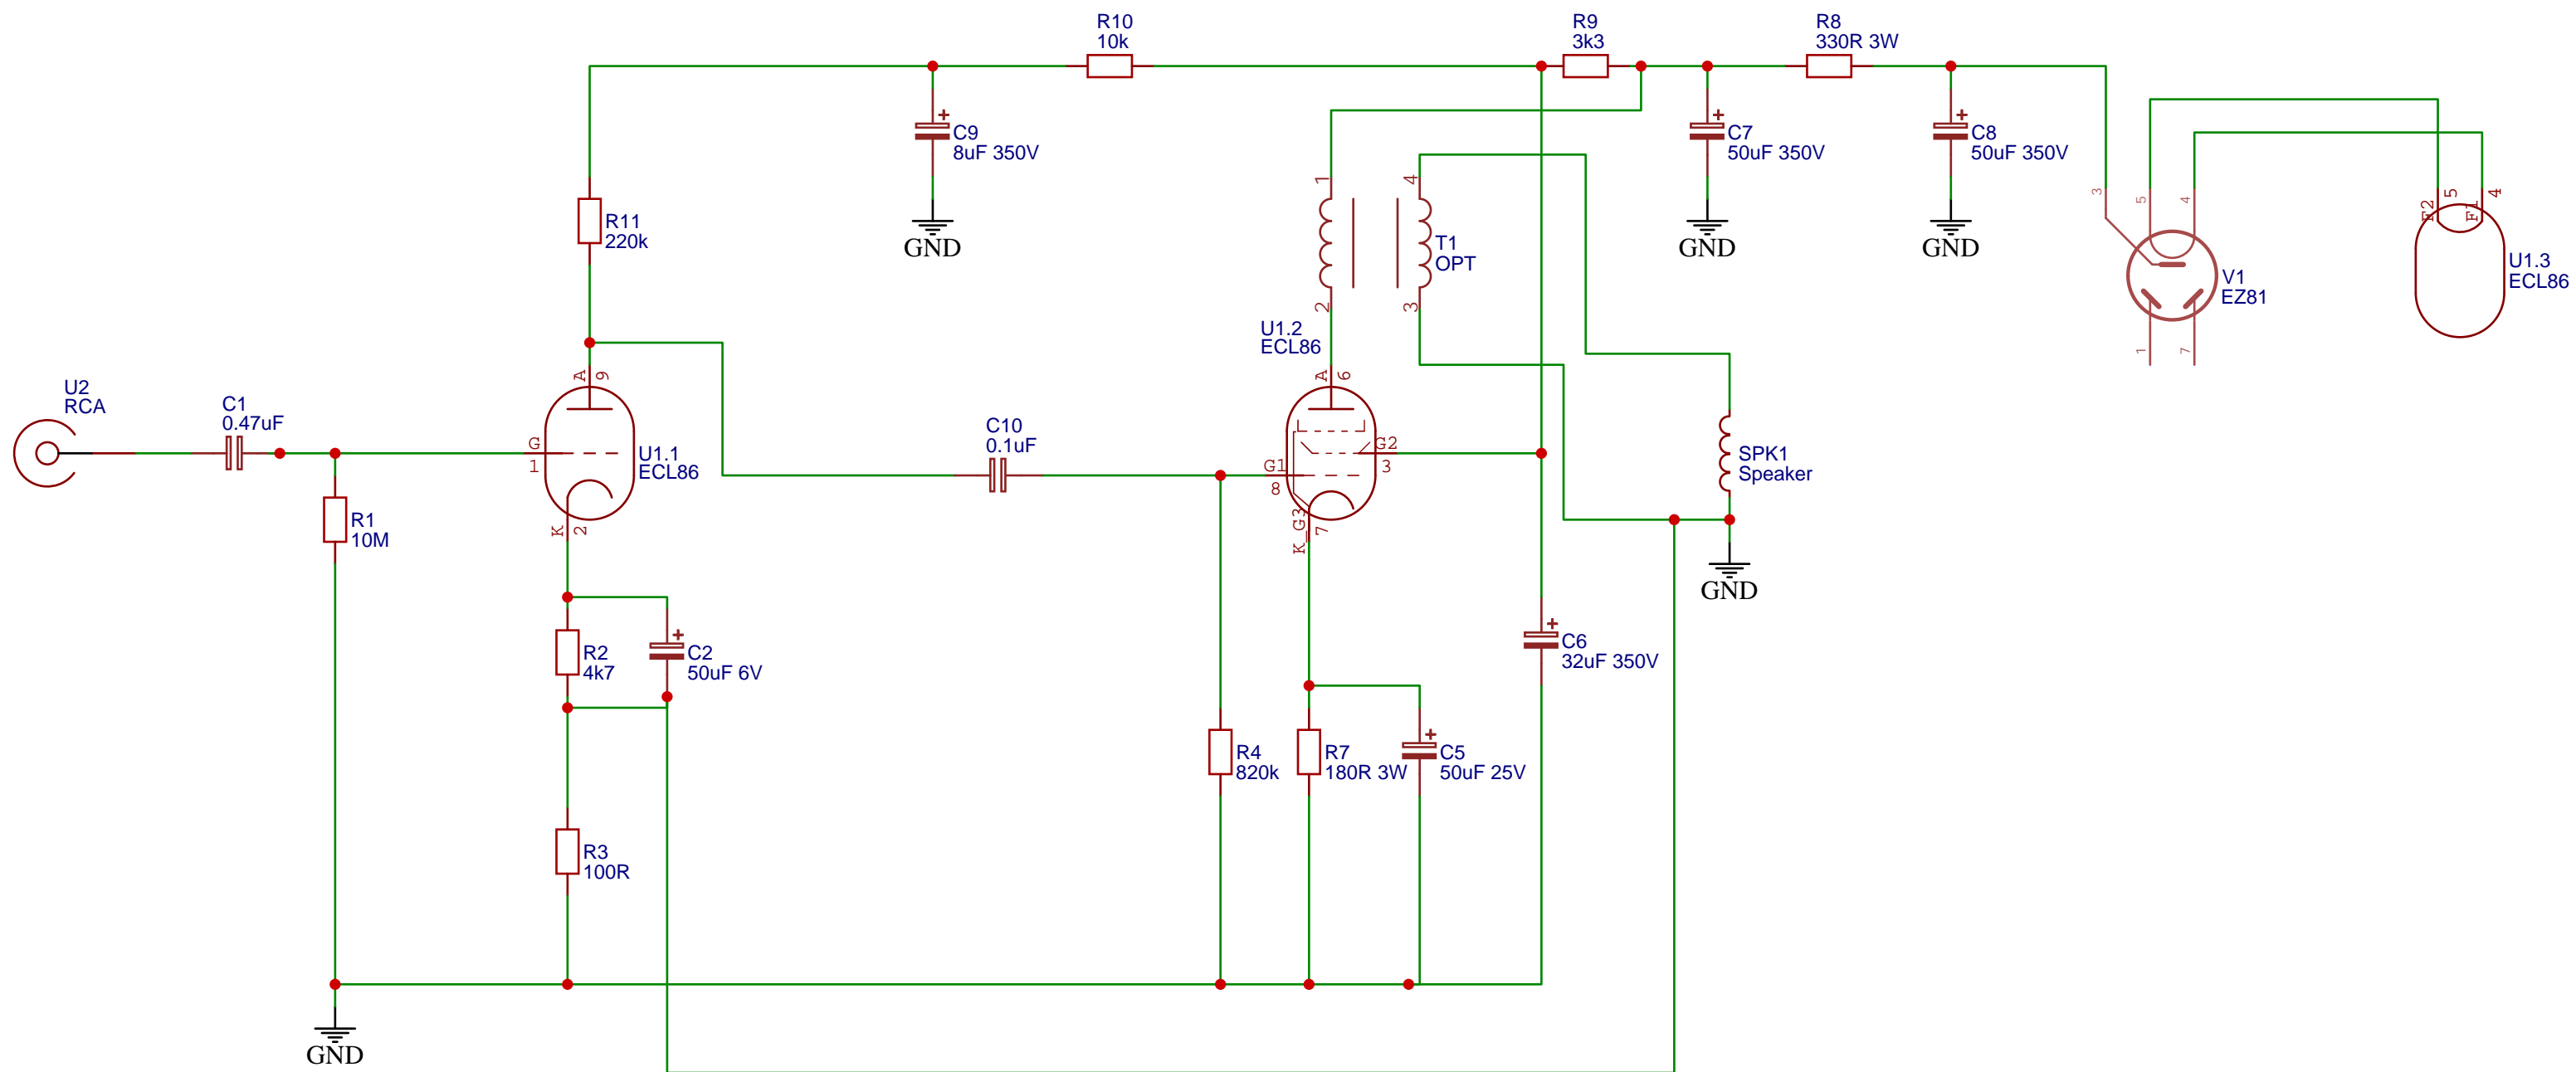 R10
10k
R9
3k3
R8
330R 3W
C9
8uF 350V
C7
50uF 350V
C8
50uF 350V
GND
GND
GND
R11
220k
1
4
T1
OPT
2
3
3
5
4
V1
EZ81
1
7
F2
5
F1
4
U1.3
ECL86
U1.2
ECL86
U2
RCA
C1
0.47uF
A
9
G
1
U1.1
ECL86
K
2
C10
0.1uF
A
6
G2
3
G1
8
K_G3
7
SPK1
Speaker
GND
R1
10M
R2
4k7
C2
50uF 6V
C6
32uF 350V
R4
820k
R7
180R 3W
C5
50uF 25V
R3
100R
GND